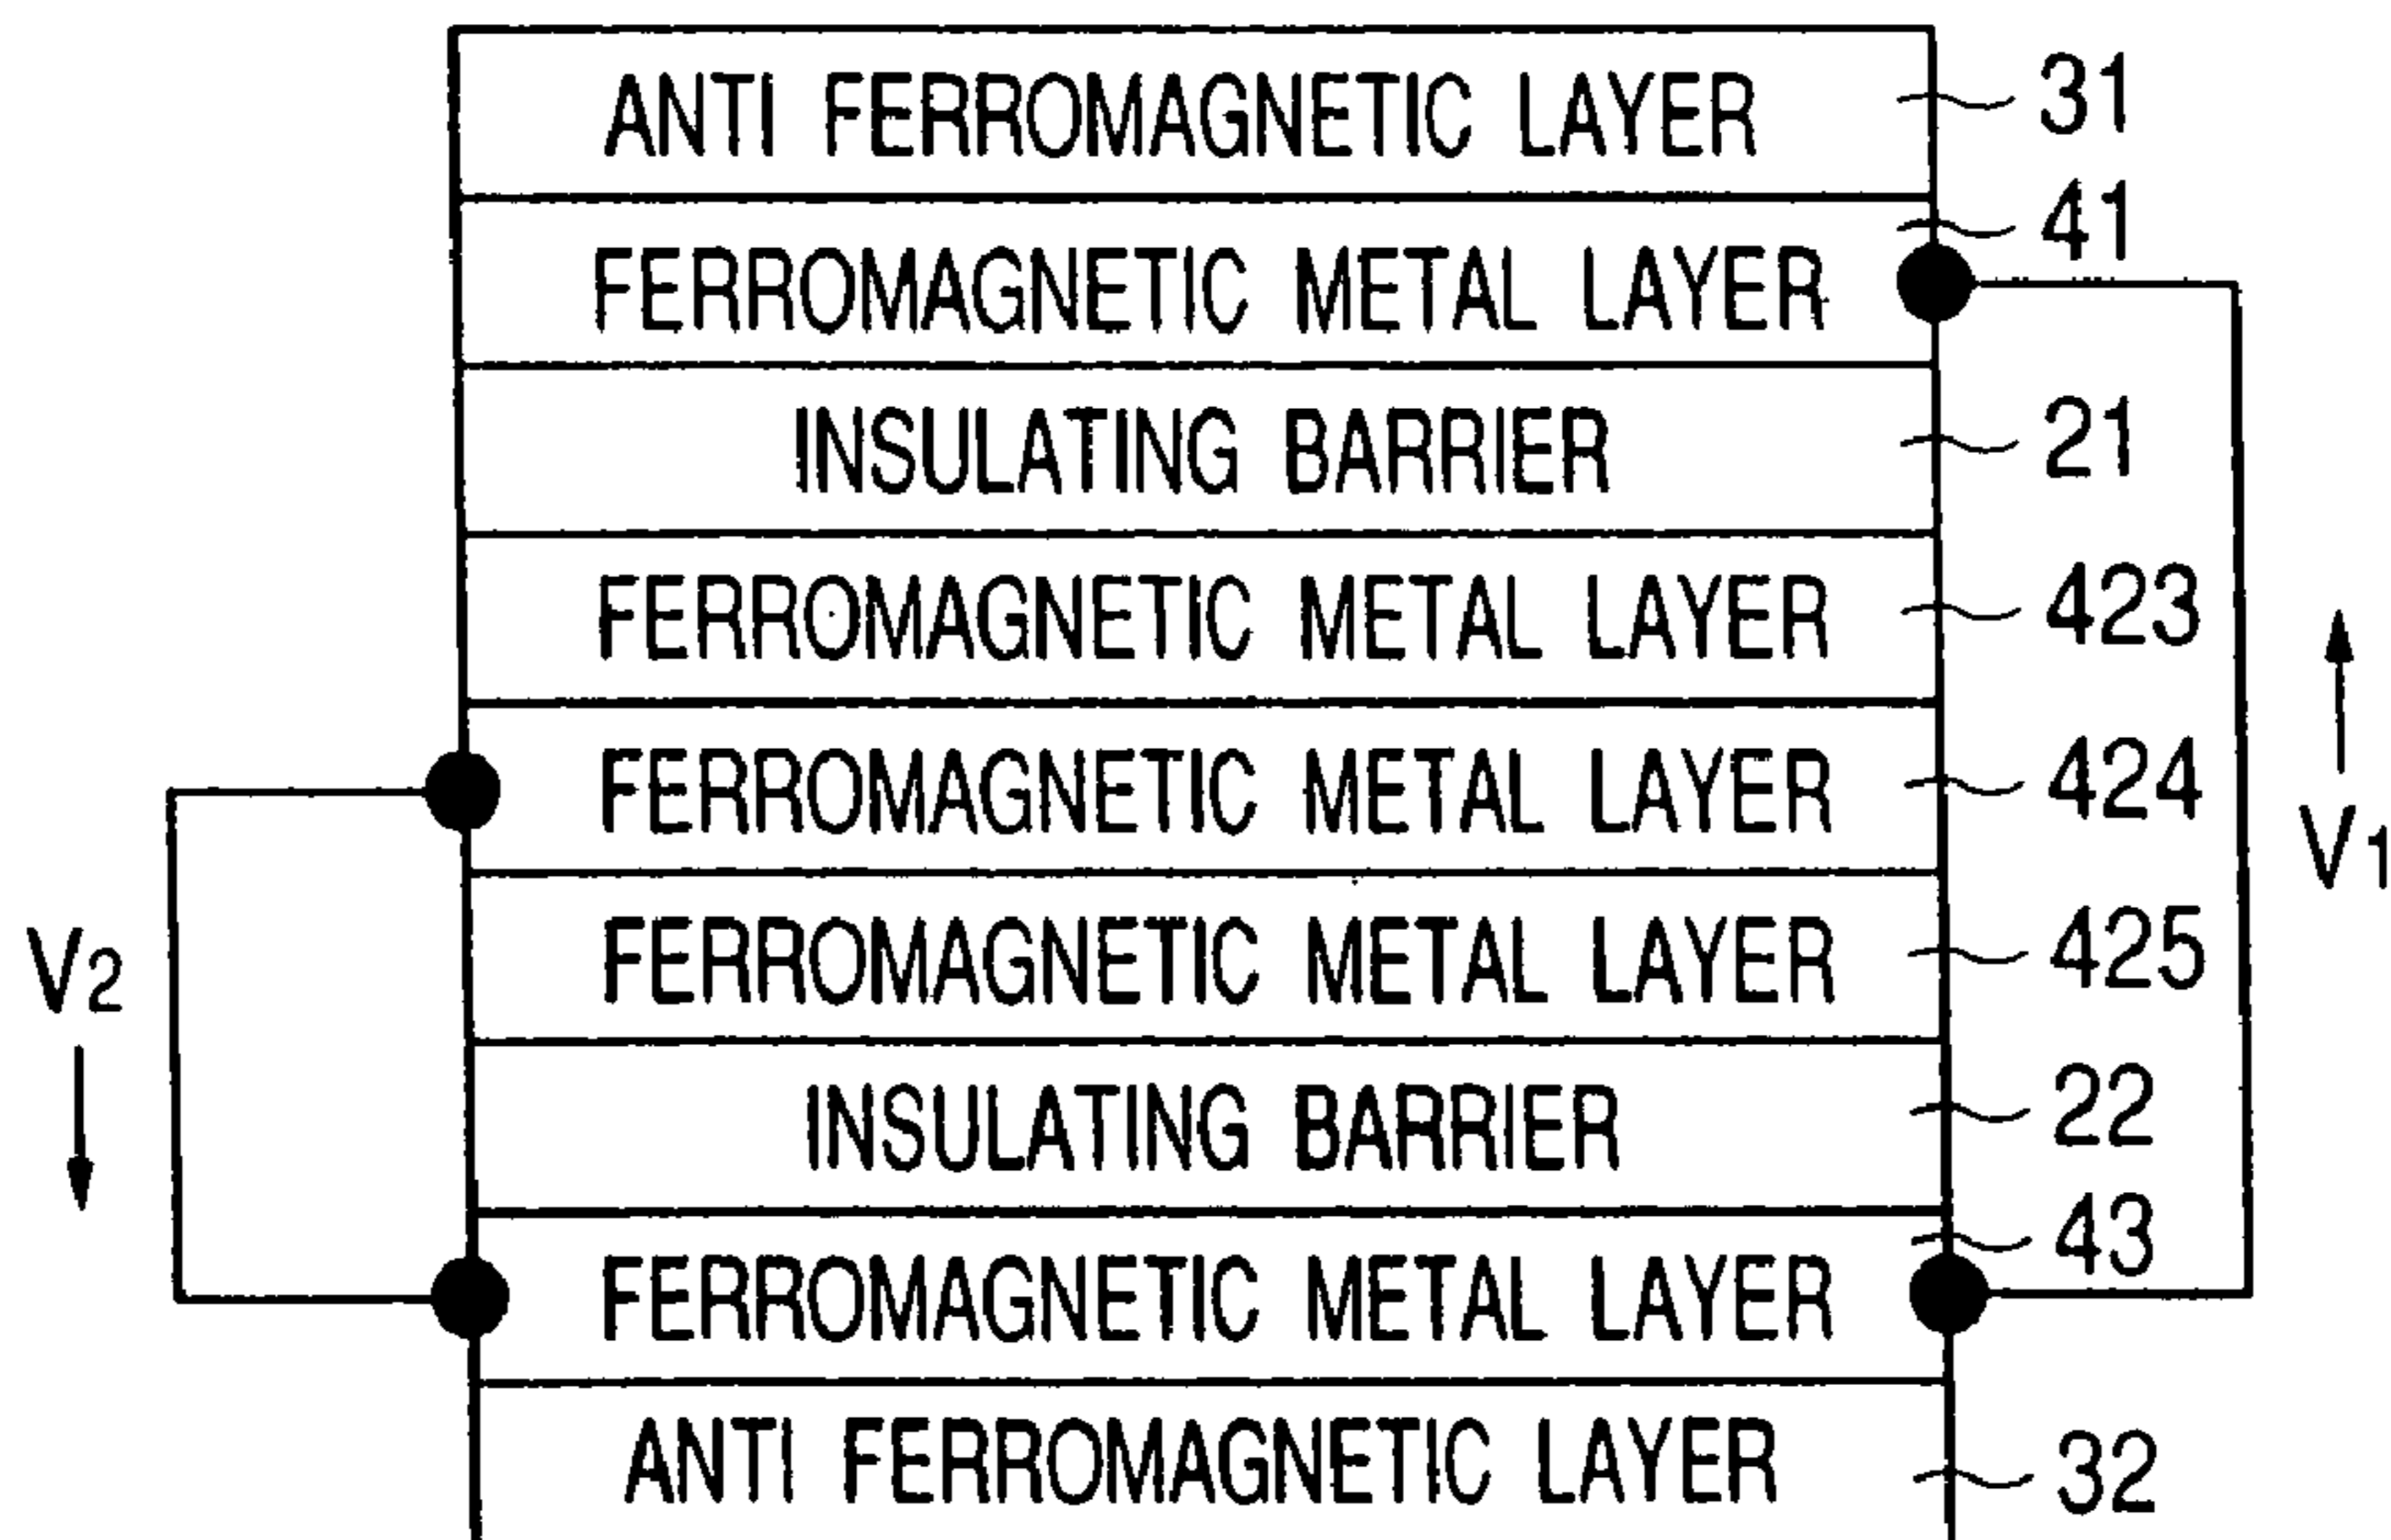 ANTI FERROMAGNETIC LAYER 31
41
FERROMAGNETIC METAL LAYER
INSULATING BARRIER 21
FERROMAGNETIC METAL LAYER 423
FERROMAGNETIC METAL LAYER 424
V1
FERROMAGNETIC METAL LAYER 425
V2
INSULATING BARRIER 22
43
FERROMAGNETIC METAL LAYER
ANTI FERROMAGNETIC LAYER 32